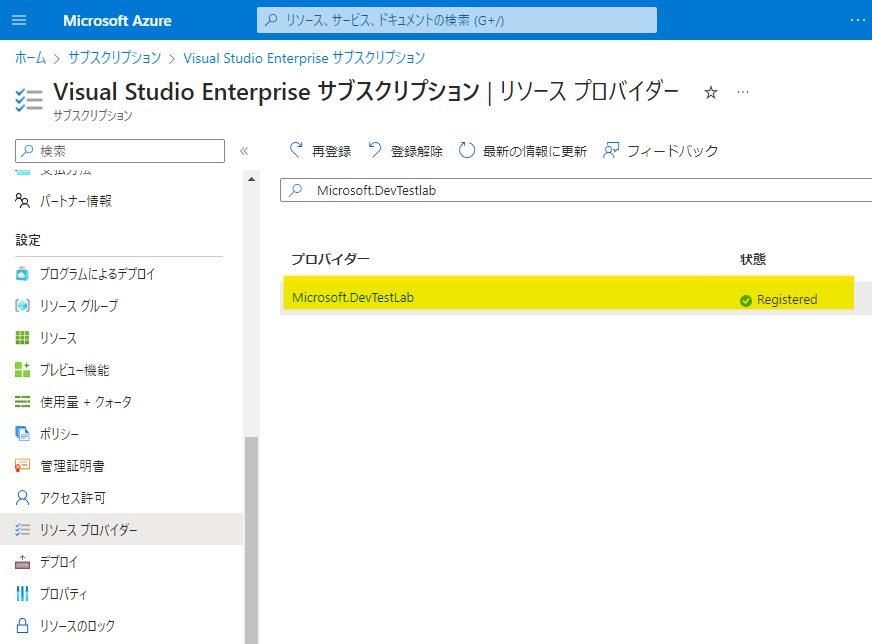 Microsoft Azure
リソース、サービス、ドキュメントの検索 (G+/)
ホーム > サブスクリプション > Visual Studio Enterprise サブスクリプション
Visual Studio Enterprise サブスクリプション | リソース プロバイダー
サブスクリプション
検索
支払方法
パートナー情報
設定
プログラムによるデプロイ
リソース グループ
リソース
プレビュー機能
使用量 + クォータ
ポリシー
管理証明書
アクセス許可
リソース プロバイダー
デプロイ
プロパティ
リソースのロック
再登録 登録解除 最新の情報に更新 フィードバック
Microsoft.DevTestlab
プロバイダー 状態
Microsoft.DevTestLab Registered